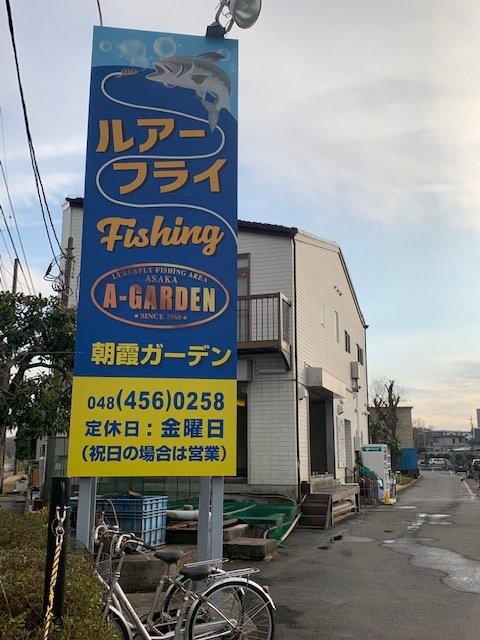 ルアー
フライ
Fishing
LURE&FLY FISHING AREA
ASAKA
A-GARDEN
• SINCE 1960 •
朝霞ガーデン
048(456)0258
定休日：金曜日
(祝日の場合は営業)